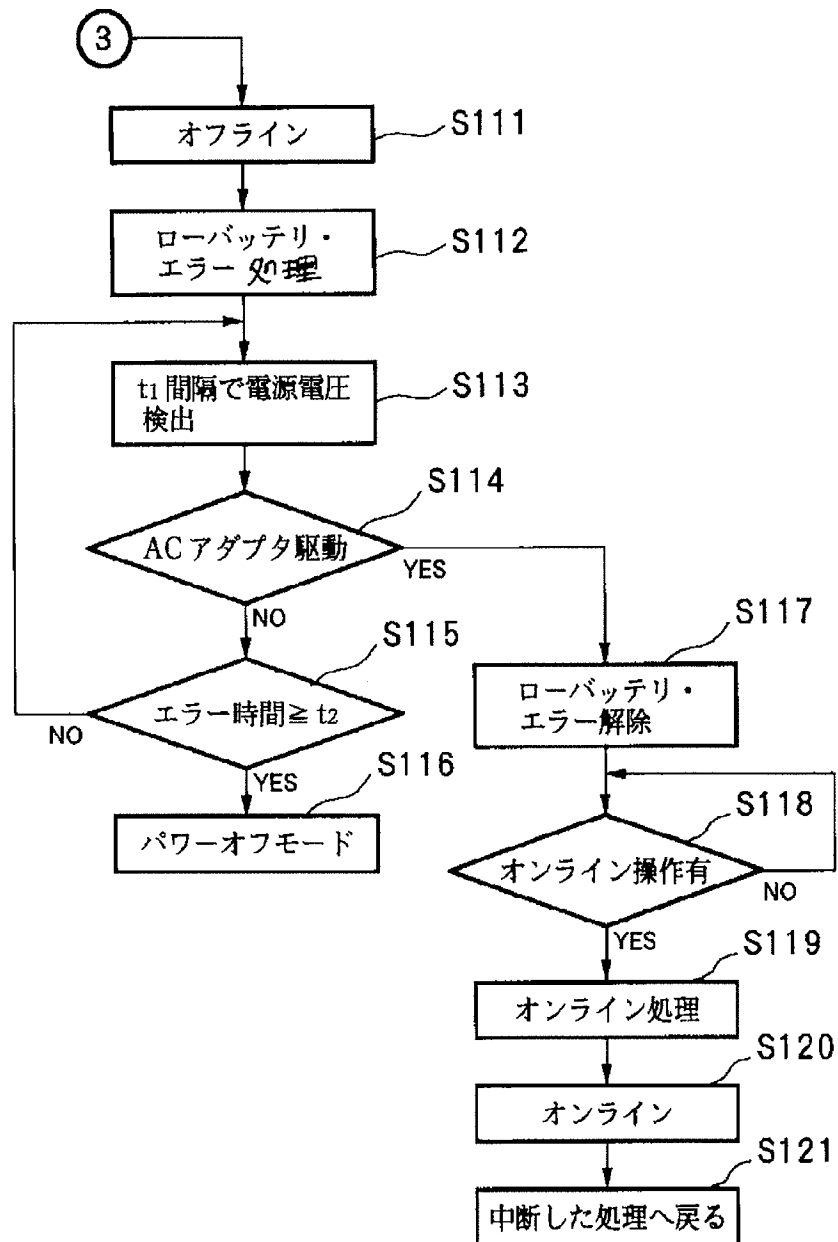 3
オフライン
S111
ローバッテリ・
エラー処理
S112
t1間隔で電源電圧
検出
S113
S114
ACアダプタ駆動
YES
NO
S115
エラー時間≧t2
NO
YES
S116
パワーオフモード
S117
ローバッテリ・
エラー解除
S118
オンライン操作有
NO
YES
S119
オンライン処理
S120
オンライン
S121
中断した処理へ戻る